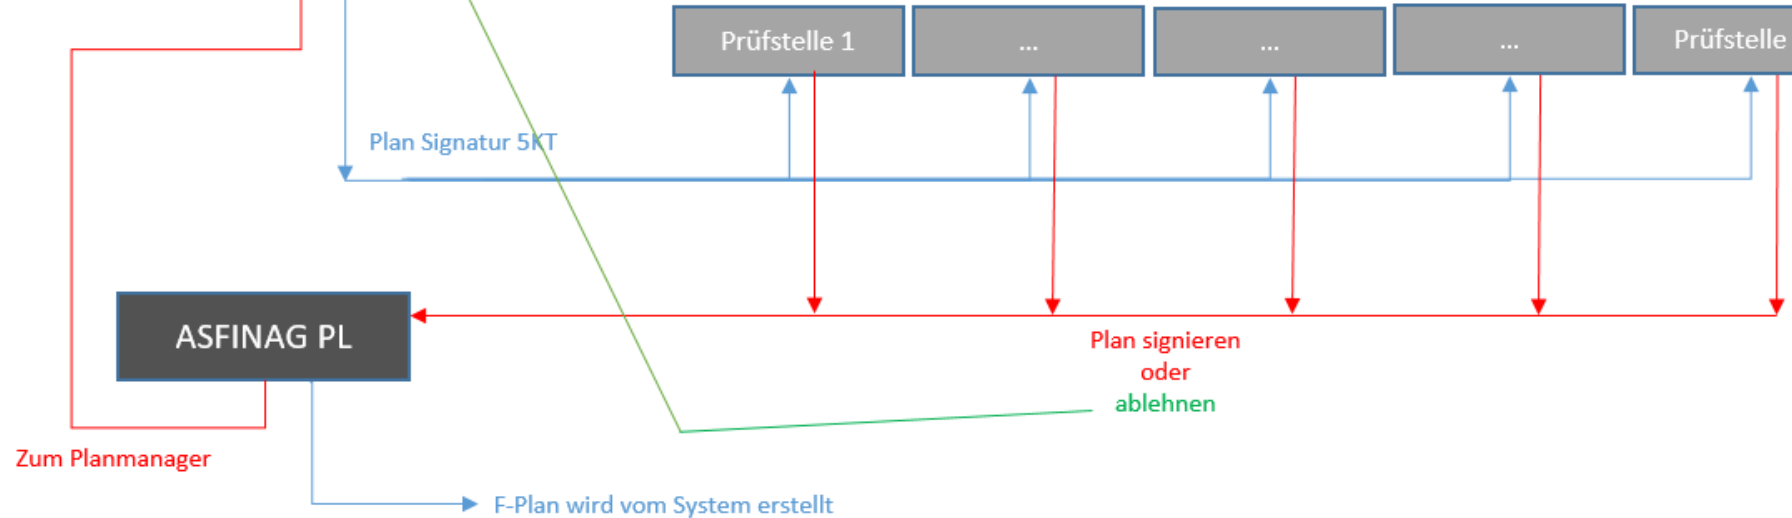 Prüfstelle 1
...
...
...
Prüfstelle
Plan Signatur 5KT
ASFINAG PL
Plan signieren
oder
ablehnen
Zum Planmanager
F-Plan wird vom System erstellt